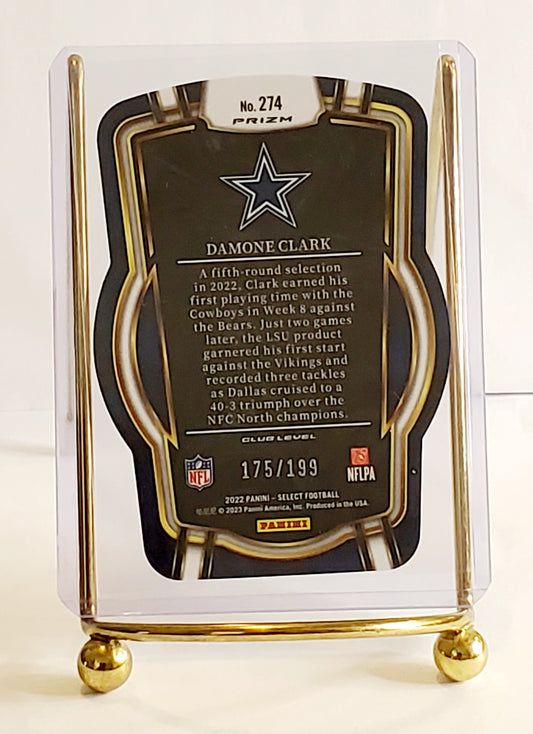 No. 274
PRIZM
DAMONE CLARK
A fifth-round selection
in 2022, Clark earned his
first playing time with the
Cowboys in Week 8 against
the Bears. Just two games
later, the LSU product
garnered his first start
against the Vikings and
recorded three tackles
as Dallas cruised to a
40-3 triumph over the
NFC North champions.
CLUB LEVEL
175/199
NFL
NFLPA
2022 PANINI – SELECT FOOTBALL
© 2023 Panini America, Inc. Produced in the USA.
PANINI